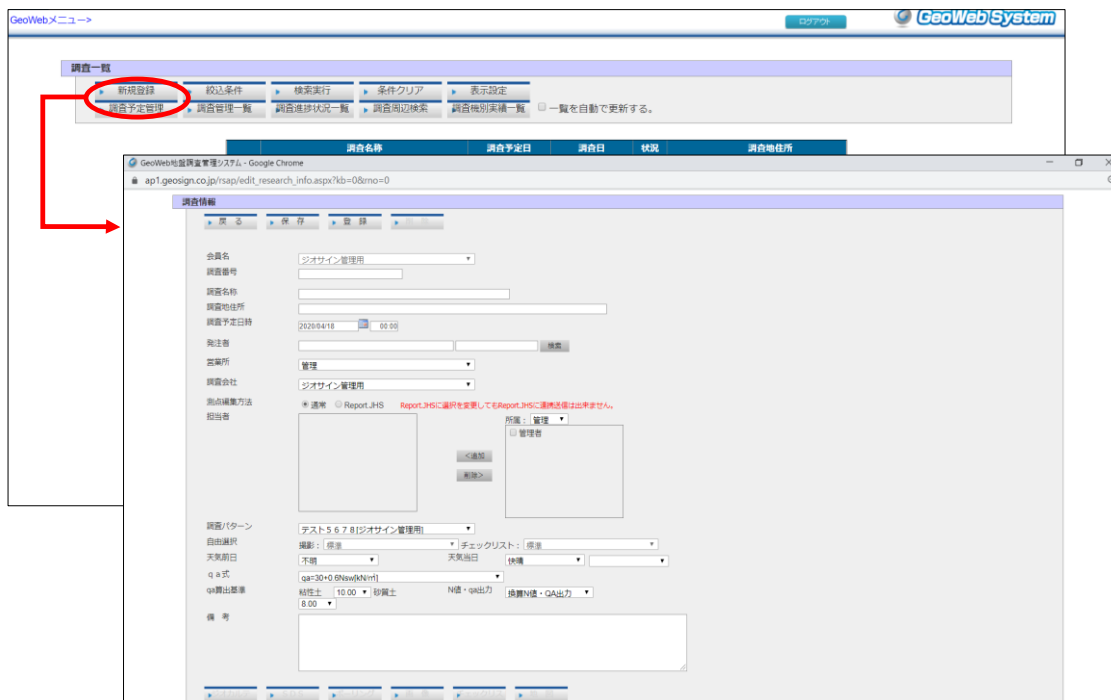 GeoWebメニュー>
ログアウト
GeoWeb System
調査一覧
新規登録 絞込条件 検索実行 条件クリア 表示設定
調査予定管理 調査管理一覧 調査進捗状況一覧 調査周辺検索 調査機別実績一覧 一覧を自動で更新する。
調査名称 調査予定日 調査日 状況 調査地住所
GeoWeb地盤調査管理システム - Google Chrome
ap1.geosign.co.jp/rsap/edit_research_info.aspx?kb=0&rno=0
調査情報
戻る 保存 登録
会員名 ジオサイン管理用
調査番号
調査名称
調査地住所
調査予定日時 2020/04/18 00:00
発注者 検索
営業所 管理
調査会社 ジオサイン管理用
測点編集方法 通常 Report.JHS Report.JHSに選択を変更してもReport.JHSに連携送信は出来ません。
担当者 所属： 管理
管理者
<追加
削除>
調査パターン テスト５６７８[ジオサイン管理用]
自由選択 撮影： 標準 チェックリスト： 標準
天気前日 不明 天気当日 快晴
ｑａ式 qa=30+0.6Nsw[kN/㎡]
qa算出基準 粘性土 10.00 砂質土 N値・qa出力 換算N値・QA出力
8.00
備 考